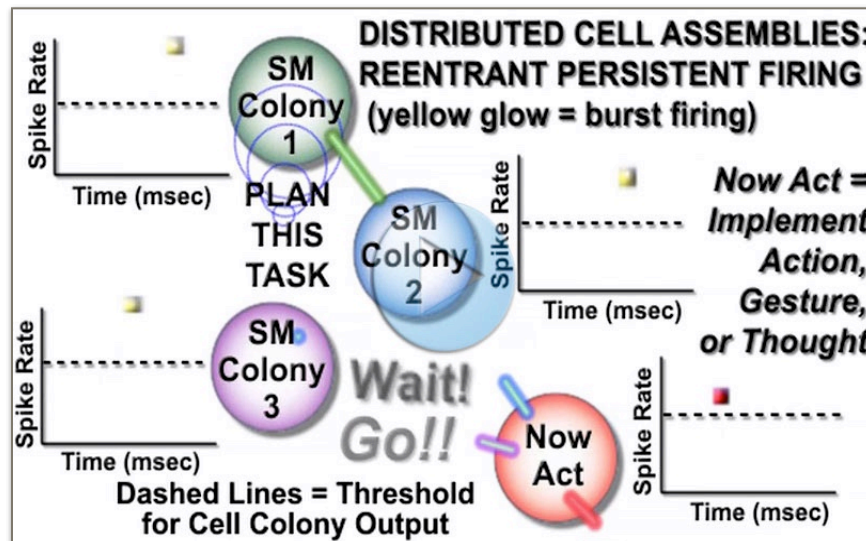 DISTRIBUTED CELL ASSEMBLIES:
REENTRANT PERSISTENT FIRING
(yellow glow = burst firing)
Spike Rate
Time (msec)
SM
Colony
1
PLAN
THIS
TASK
SM
Colony
2
Spike Rate
Time (msec)
Now Act =
Implement
Action,
Gesture,
or Thought
Spike Rate
Time (msec)
SM
Colony
3
Wait!
Go!!
Now
Act
Spike Rate
Time (msec)
Dashed Lines = Threshold
for Cell Colony Output